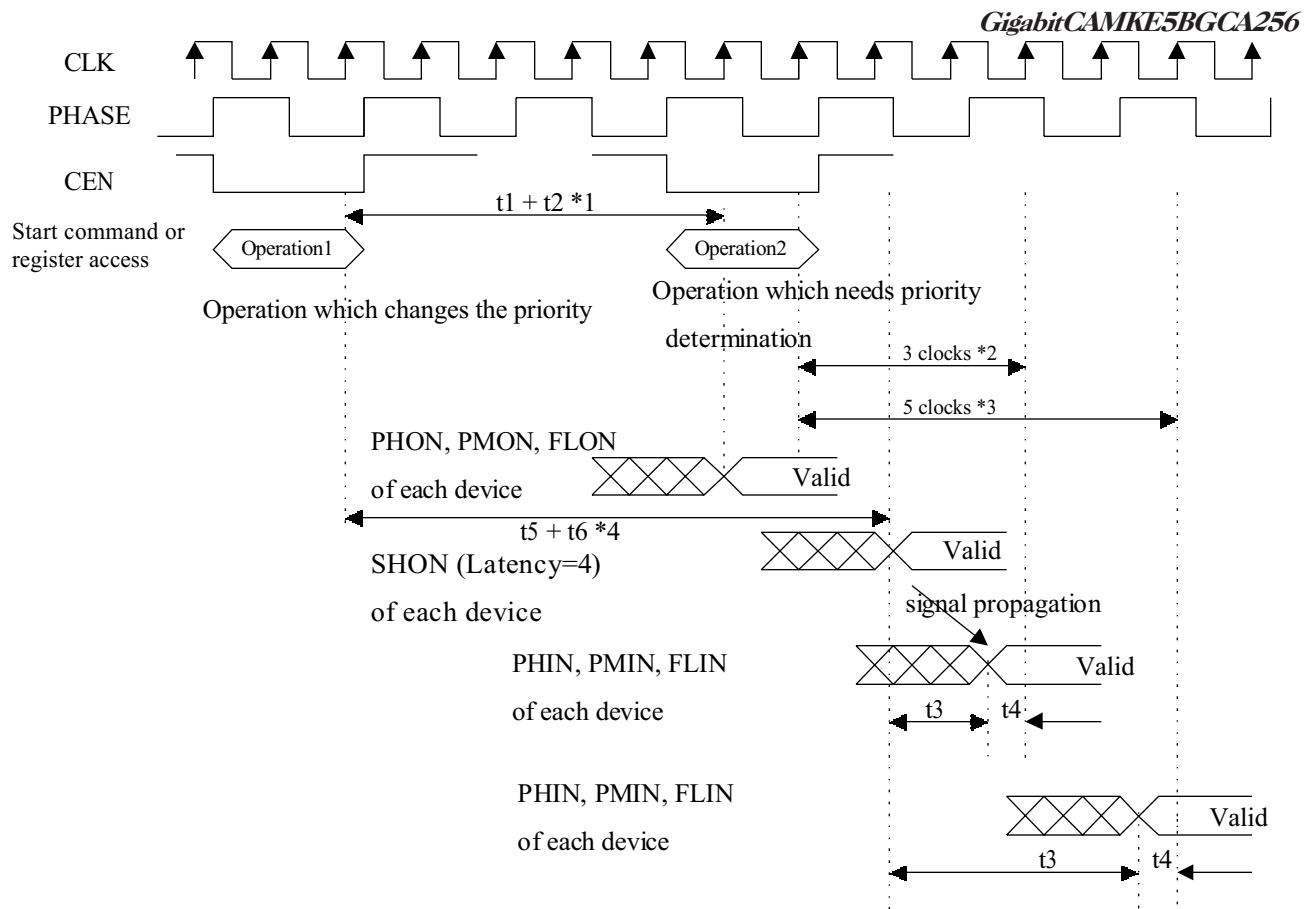 GigabitCAMKE5BGCA256
CLK
PHASE
CEN
t1 + t2 *1
Start command or
register access
Operation1
Operation2
Operation which changes the priority
Operation which needs priority
determination
3 clocks *2
5 clocks *3
PHON, PMON, FLON
of each device
Valid
t5 + t6 *4
SHON (Latency=4)
of each device
Valid
signal propagation
PHIN, PMIN, FLIN
of each device
Valid
t3
t4
PHIN, PMIN, FLIN
of each device
Valid
t3
t4